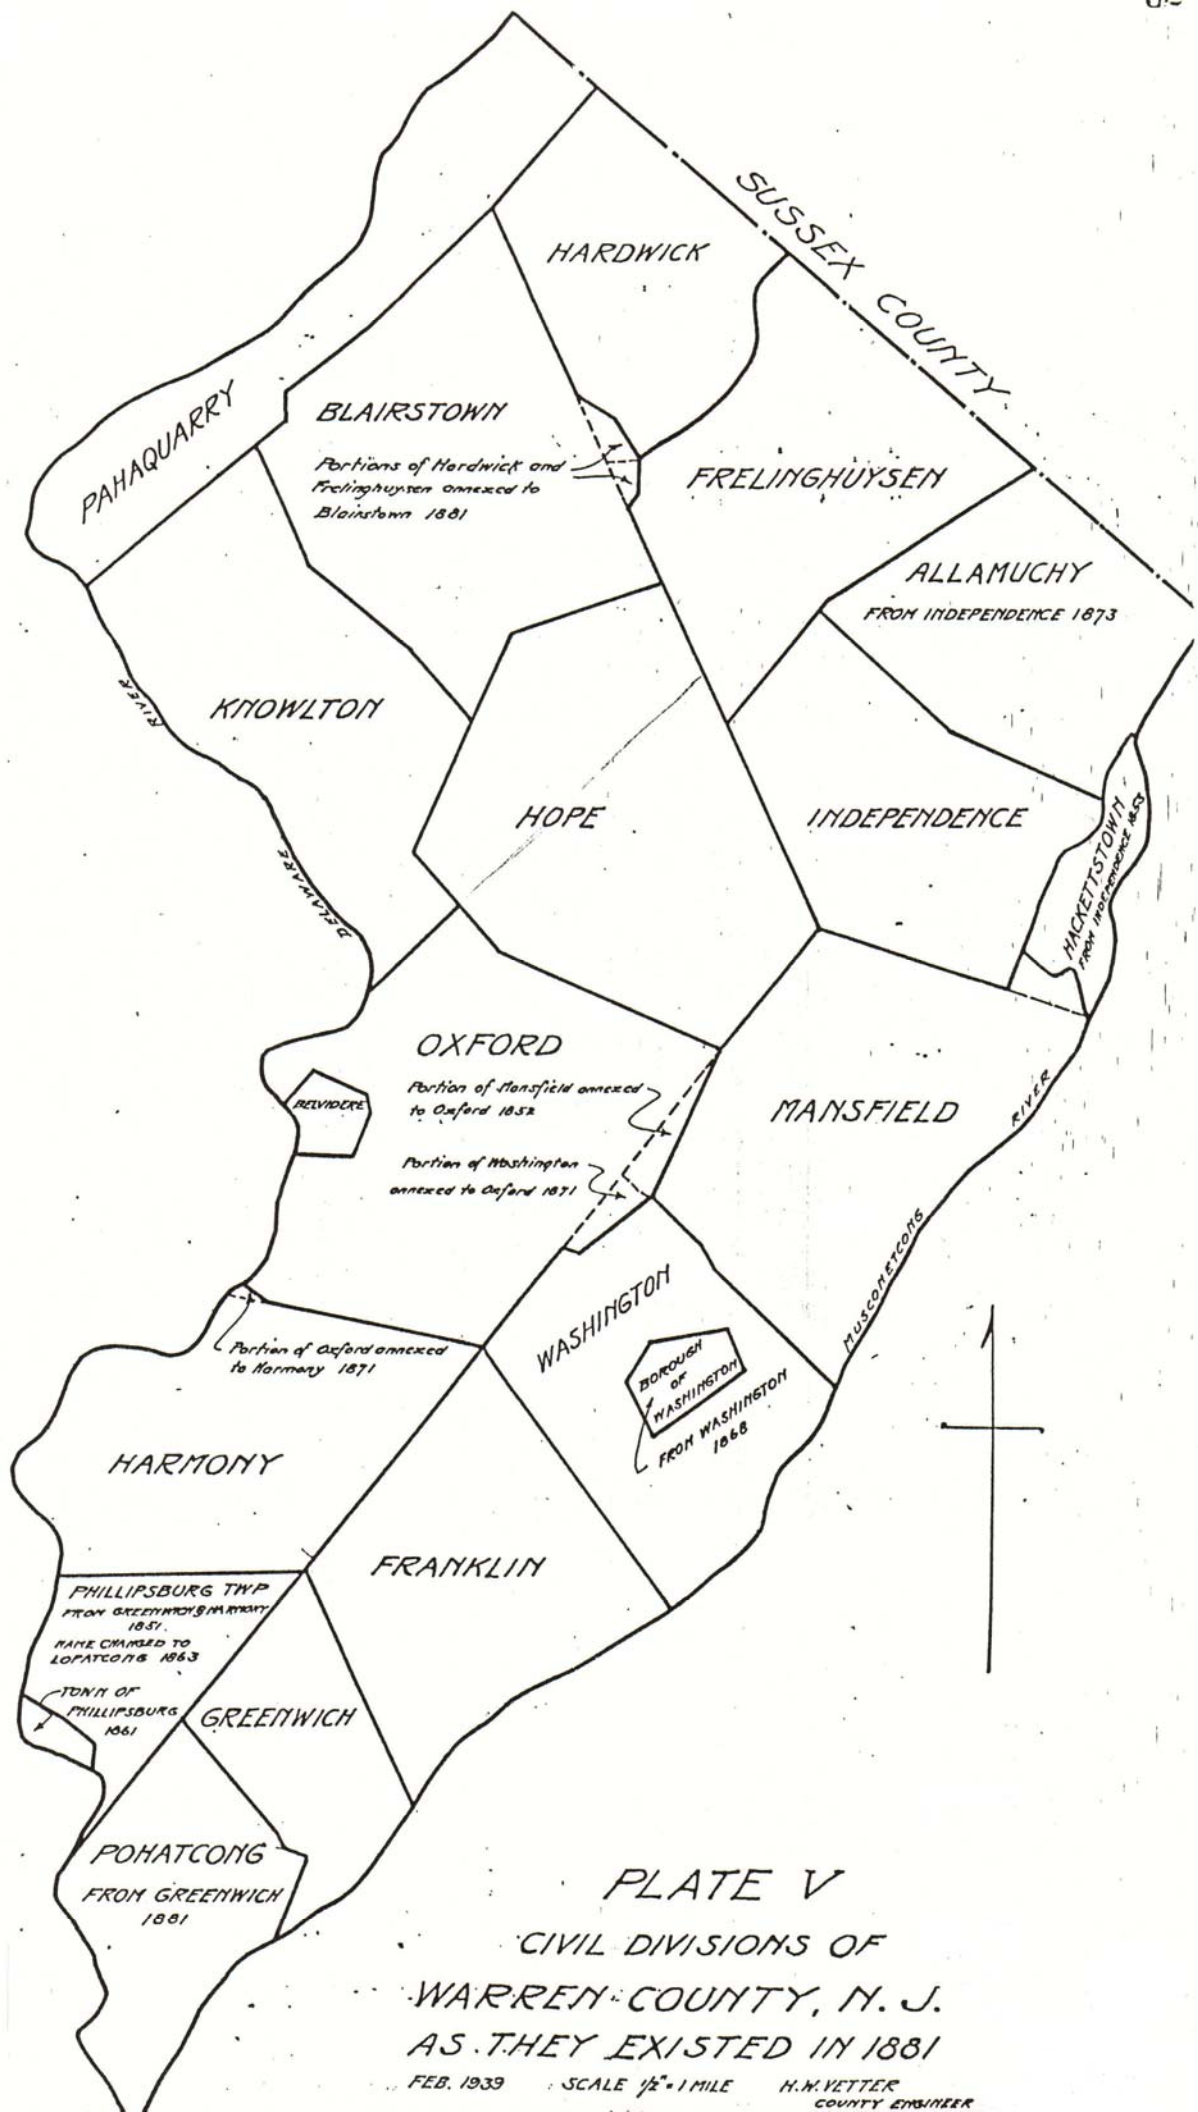 SUSSEX COUNTY
HARDWICK
PAHAQUARRY
BLAIRSTOWN
Portions of Hardwick and
Frelinghuysen annexed to
Blairstown 1881
FRELINGHUYSEN
ALLAMUCHY
FROM INDEPENDENCE 1873
KNOWLTON
RIVER
DELAWARE
HOPE
INDEPENDENCE
HACKETTSTOWN
FROM INDEPENDENCE 1853
OXFORD
Portion of Mansfield annexed
to Oxford 1852
BELVIDERE
Portion of Washington
annexed to Oxford 1871
MANSFIELD
RIVER
MUSCONETCONG
WASHINGTON
BOROUGH
OF
WASHINGTON
FROM WASHINGTON
1868
Portion of Oxford annexed
to Harmony 1871
HARMONY
FRANKLIN
PHILLIPSBURG TWP
FROM GREENWICH & HARMONY
1851.
NAME CHANGED TO
LOPATCONG 1863
TOWN OF
PHILLIPSBURG
1861
GREENWICH
POHATCONG
FROM GREENWICH
1881
PLATE V
CIVIL DIVISIONS OF
WARREN COUNTY, N. J.
AS THEY EXISTED IN 1881
FEB. 1939 SCALE 1/2" = 1 MILE H.W. VETTER
COUNTY ENGINEER